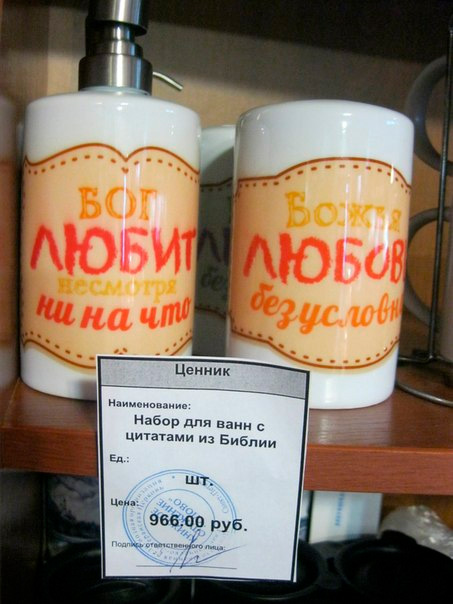 БОГ
ЛЮБИТ
несмотря
ни на что
Божья
ЛЮБОВ
безусловн
Ценник
Наименование:
Набор для ванн с
цитатами из Библии
Ед.:
шт.
Цена:
966,00 руб.
Подпись ответственного лица: